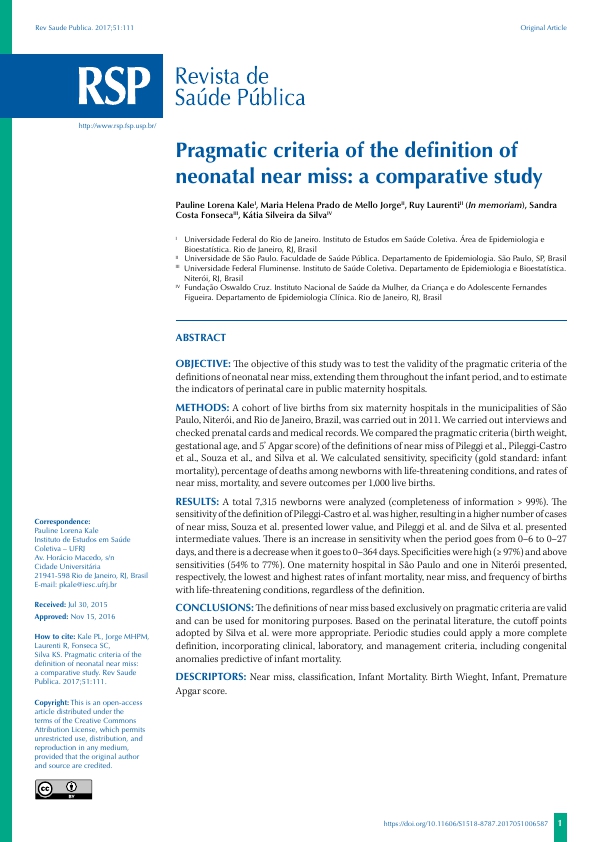 Rev Saude Publica. 2017;51:111
Original Article
RSP
Revista de
Saúde Pública
http://www.rsp.fsp.usp.br/
Pragmatic criteria of the definition of
neonatal near miss: a comparative study
Pauline Lorena KaleI, Maria Helena Prado de Mello JorgeII, Ruy LaurentiII (In memoriam), Sandra
Costa FonsecaIII, Kátia Silveira da SilvaIV
I Universidade Federal do Rio de Janeiro. Instituto de Estudos em Saúde Coletiva. Área de Epidemiologia e
Bioestatística. Rio de Janeiro, RJ, Brasil
II Universidade de São Paulo. Faculdade de Saúde Pública. Departamento de Epidemiologia. São Paulo, SP, Brasil
III Universidade Federal Fluminense. Instituto de Saúde Coletiva. Departamento de Epidemiologia e Bioestatística.
Niterói, RJ, Brasil
IV Fundação Oswaldo Cruz. Instituto Nacional de Saúde da Mulher, da Criança e do Adolescente Fernandes
Figueira. Departamento de Epidemiologia Clínica. Rio de Janeiro, RJ, Brasil
ABSTRACT
OBJECTIVE: The objective of this study was to test the validity of the pragmatic criteria of the
definitions of neonatal near miss, extending them throughout the infant period, and to estimate
the indicators of perinatal care in public maternity hospitals.
METHODS: A cohort of live births from six maternity hospitals in the municipalities of São
Paulo, Niterói, and Rio de Janeiro, Brazil, was carried out in 2011. We carried out interviews and
checked prenatal cards and medical records. We compared the pragmatic criteria (birth weight,
gestational age, and 5' Apgar score) of the definitions of near miss of Pileggi et al., Pileggi-Castro
et al., Souza et al., and Silva et al. We calculated sensitivity, specificity (gold standard: infant
mortality), percentage of deaths among newborns with life-threatening conditions, and rates of
near miss, mortality, and severe outcomes per 1,000 live births.
RESULTS: A total 7,315 newborns were analyzed (completeness of information > 99%). The
sensitivity of the definition of Pileggi-Castro et al. was higher, resulting in a higher number of cases
of near miss, Souza et al. presented lower value, and Pileggi et al. and de Silva et al. presented
intermediate values. There is an increase in sensitivity when the period goes from 0–6 to 0–27
days, and there is a decrease when it goes to 0–364 days. Specificities were high (≥ 97%) and above
sensitivities (54% to 77%). One maternity hospital in São Paulo and one in Niterói presented,
respectively, the lowest and highest rates of infant mortality, near miss, and frequency of births
with life-threatening conditions, regardless of the definition.
CONCLUSIONS: The definitions of near miss based exclusively on pragmatic criteria are valid
and can be used for monitoring purposes. Based on the perinatal literature, the cutoff points
adopted by Silva et al. were more appropriate. Periodic studies could apply a more complete
definition, incorporating clinical, laboratory, and management criteria, including congenital
anomalies predictive of infant mortality.
DESCRIPTORS: Near miss, classification, Infant Mortality. Birth Wieght, Infant, Premature
Apgar score.
Correspondence:
Pauline Lorena Kale
Instituto de Estudos em Saúde
Coletiva – UFRJ
Av. Horácio Macedo, s/n
Cidade Universitária
21941-598 Rio de Janeiro, RJ, Brasil
E-mail: pkale@iesc.ufrj.br
Received: Jul 30, 2015
Approved: Nov 15, 2016
How to cite: Kale PL, Jorge MHPM,
Laurenti R, Fonseca SC,
Silva KS. Pragmatic criteria of the
definition of neonatal near miss:
a comparative study. Rev Saude
Publica. 2017;51:111.
Copyright: This is an open-access
article distributed under the
terms of the Creative Commons
Attribution License, which permits
unrestricted use, distribution, and
reproduction in any medium,
provided that the original author
and source are credited.
cc
BY
https://doi.org/10.11606/S1518-8787.2017051006587
1